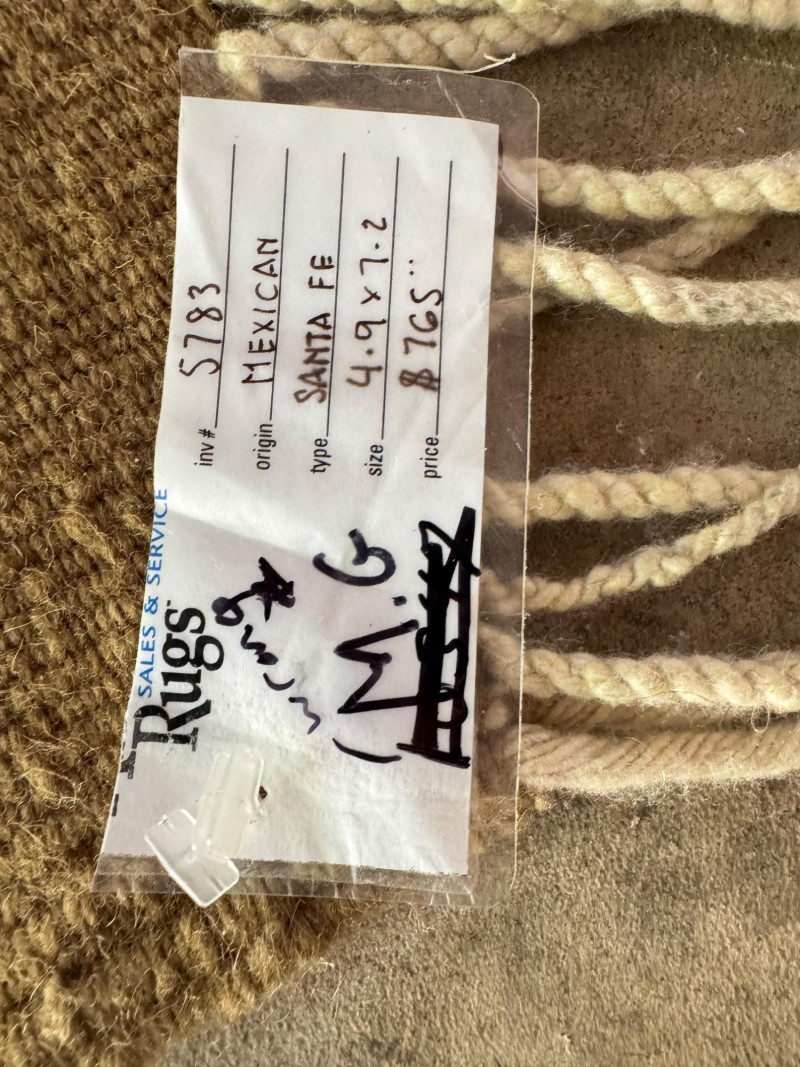 Rugs
SALES & SERVICE
inv# 5783
origin MEXICAN
type SANTA FE
size 4.9 x 7.2
price $765
(M.G